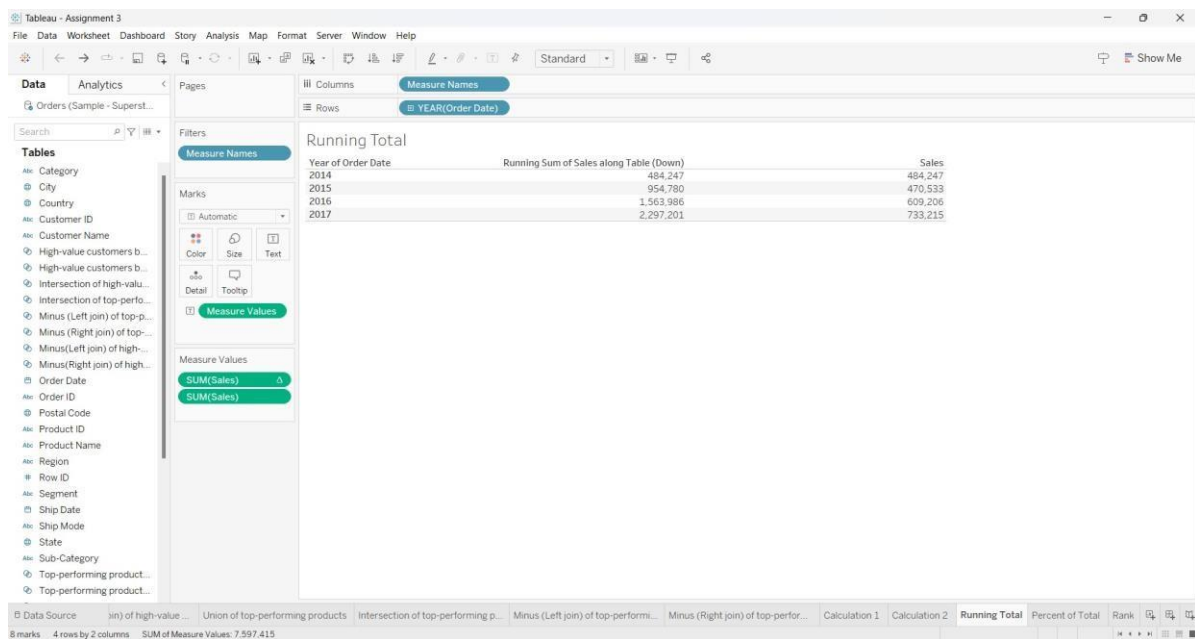 Tableau - Assignment 3
File Data Worksheet Dashboard Story Analysis Map Format Server Window Help
Standard
Show Me
Data Analytics
Orders (Sample - Superst...
Search
Tables
Category
City
Country
Customer ID
Customer Name
High-value customers b...
High-value customers b...
Intersection of high-valu...
Intersection of top-perfo...
Minus (Left join) of top-p...
Minus (Right join) of top-...
Minus(Left join) of high-...
Minus(Right join) of high...
Order Date
Order ID
Postal Code
Product ID
Product Name
Region
Row ID
Segment
Ship Date
Ship Mode
State
Sub-Category
Top-performing product...
Top-performing product...
Pages
Filters
Measure Names
Marks
Automatic
Color Size Text
Detail Tooltip
Measure Values
Measure Values
SUM(Sales)
SUM(Sales)
Columns Measure Names
Rows YEAR(Order Date)
Running Total
Year of Order Date Running Sum of Sales along Table (Down) Sales
2014 484,247 484,247
2015 954,780 470,533
2016 1,563,986 609,206
2017 2,297,201 733,215
Data Source oin) of high-value ... Union of top-performing products Intersection of top-performing p... Minus (Left join) of top-performi... Minus (Right join) of top-perfor... Calculation 1 Calculation 2 Running Total Percent of Total Rank
8 marks 4 rows by 2 columns SUM of Measure Values: 7,597,415